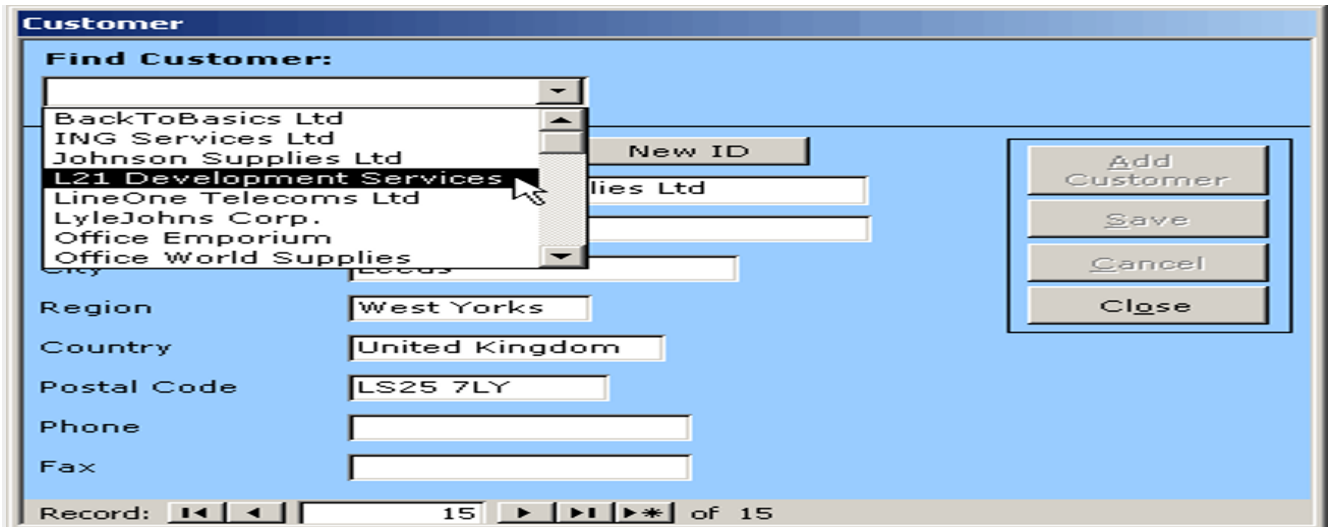 Customer
Find Customer:
BackToBasics Ltd
ING Services Ltd
Johnson Supplies Ltd
L21 Development Services
LineOne Telecoms Ltd
LyleJohns Corp.
Office Emporium
Office World Supplies
New ID
lies Ltd
City Leeds
Region West Yorks
Country United Kingdom
Postal Code LS25 7LY
Phone
Fax
Add
Customer
Save
Cancel
Close
Record: 15 of 15